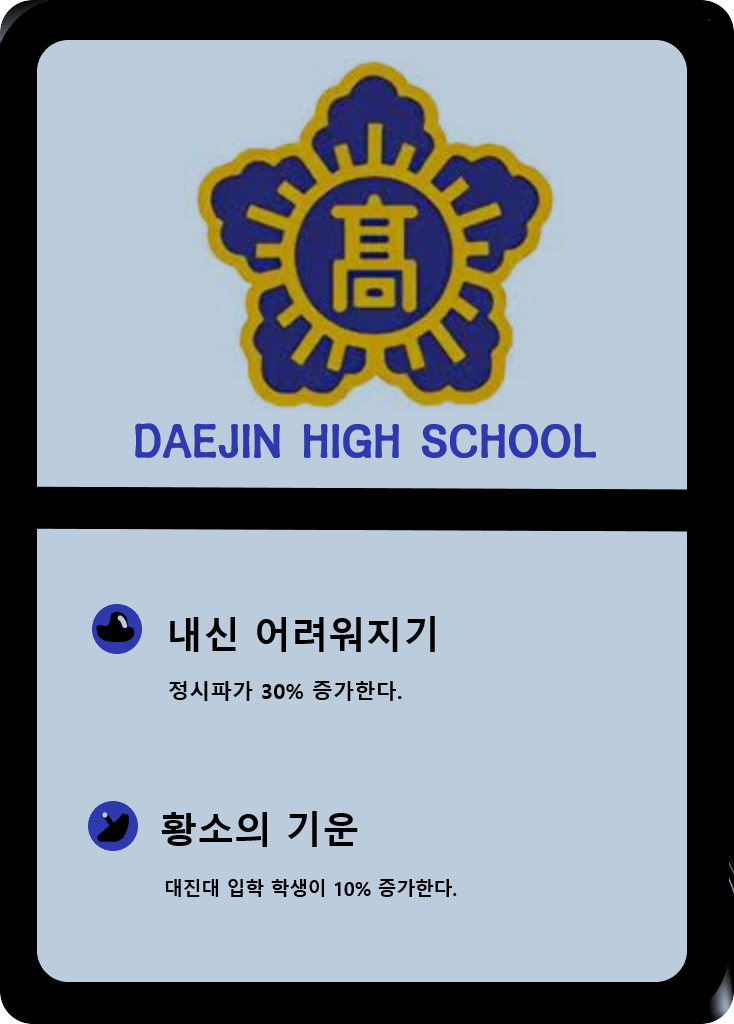 高
DAEJIN HIGH SCHOOL
내신 어려워지기
정시파가 30% 증가한다.
황소의 기운
대진대 입학 학생이 10% 증가한다.